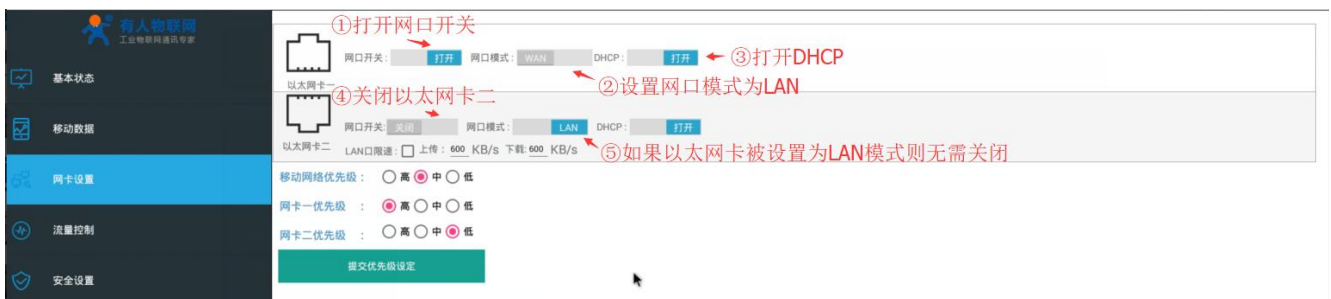 有人物联网
工业物联网通讯专家
基本状态
移动数据
网卡设置
流量控制
安全设置
①打开网口开关
网口开关: 打开 网口模式: WAN DHCP: 打开 ③打开DHCP
以太网卡一
②设置网口模式为LAN
④关闭以太网卡二
网口开关: 关闭 网口模式: LAN DHCP: 打开
以太网卡二 LAN口限速: 上传: 600 KB/s 下载:600 KB/s
⑤如果以太网卡被设置为LAN模式则无需关闭
移动网络优先级: 高 中 低
网卡一优先级 : 高 中 低
网卡二优先级 : 高 中 低
提交优先级设定